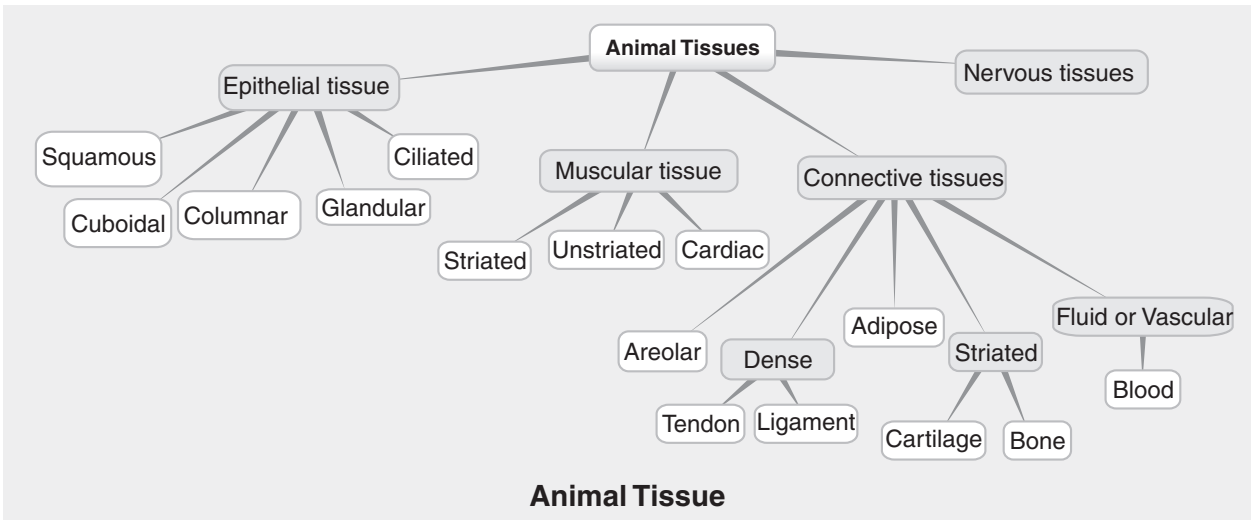 Animal Tissues
Epithelial tissue
Nervous tissues
Squamous
Ciliated
Cuboidal
Columnar
Glandular
Muscular tissue
Connective tissues
Striated
Unstriated
Cardiac
Areolar
Dense
Adipose
Striated
Fluid or Vascular
Tendon
Ligament
Cartilage
Bone
Blood
Animal Tissue